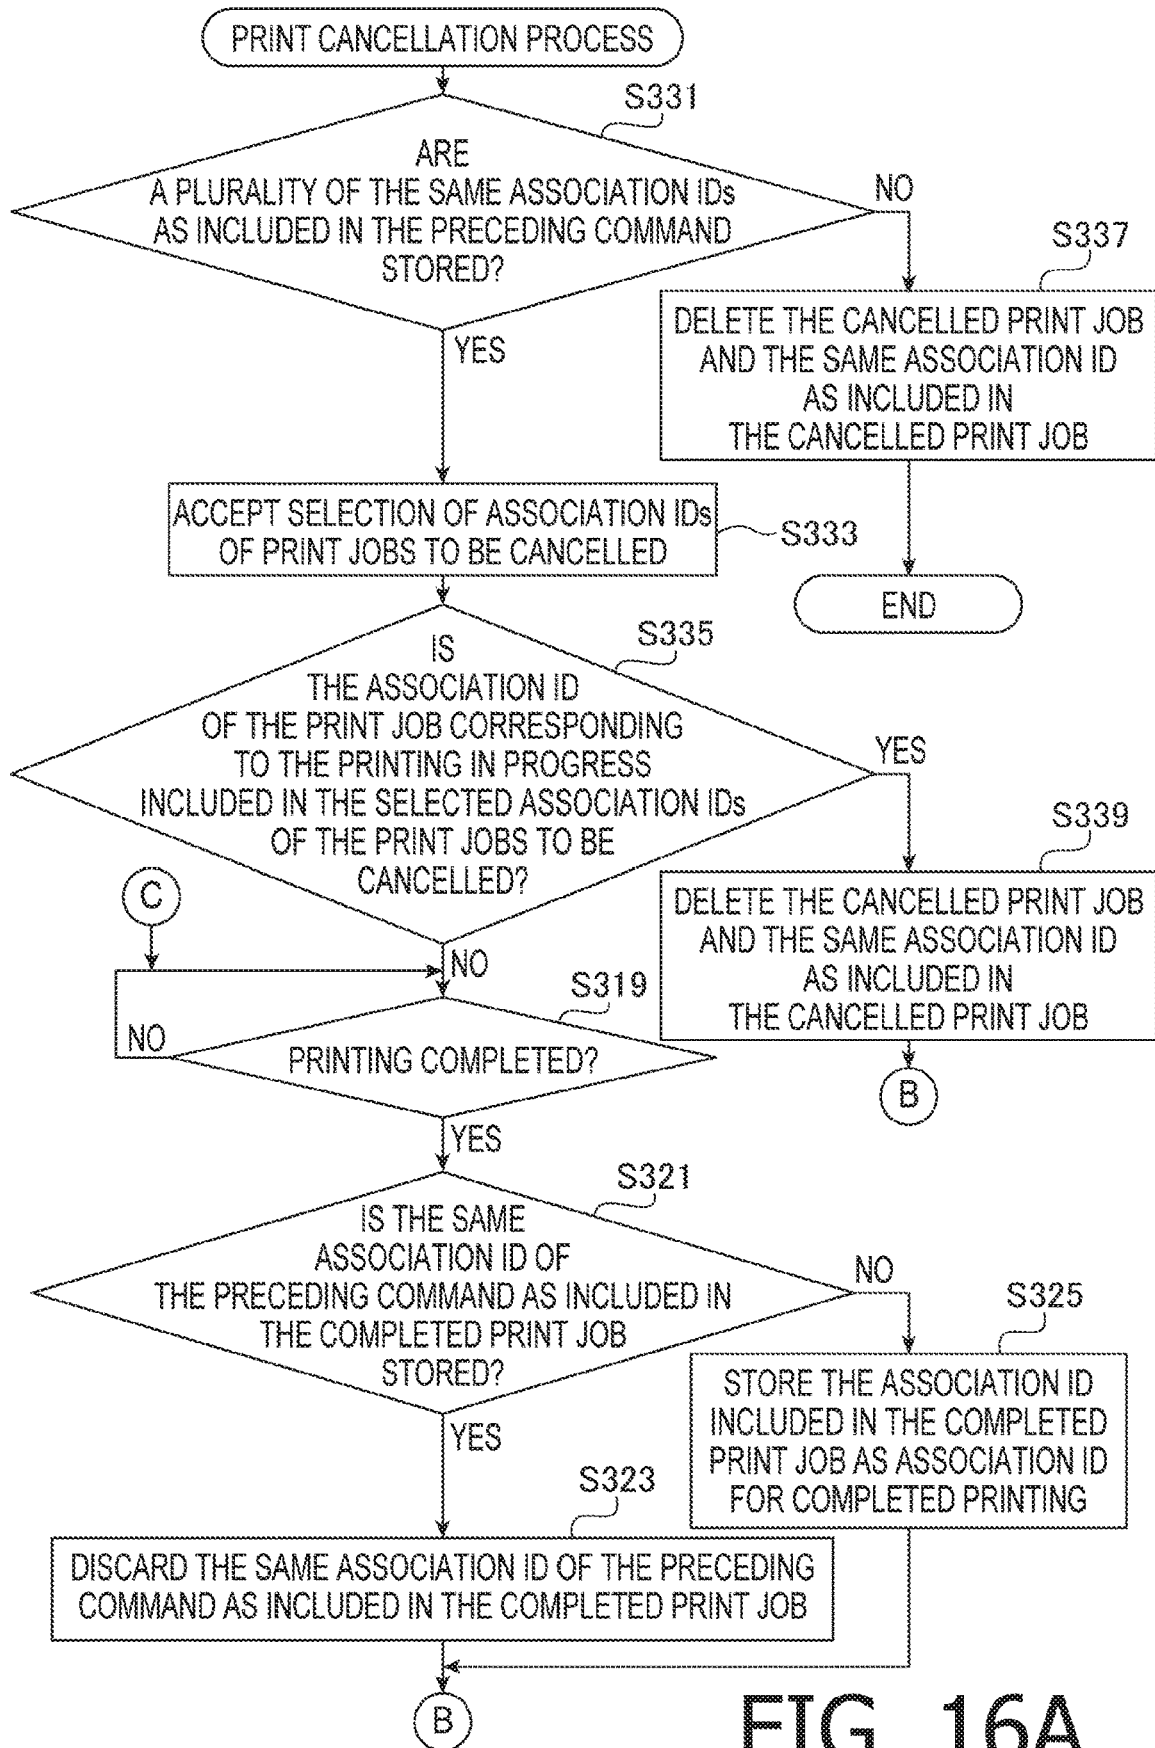 PRINT CANCELLATION PROCESS
S331
ARE
A PLURALITY OF THE SAME ASSOCIATION IDs
AS INCLUDED IN THE PRECEDING COMMAND
STORED?
NO
YES
S337
DELETE THE CANCELLED PRINT JOB
AND THE SAME ASSOCIATION ID
AS INCLUDED IN
THE CANCELLED PRINT JOB
END
ACCEPT SELECTION OF ASSOCIATION IDs
OF PRINT JOBS TO BE CANCELLED
S333
S335
IS
THE ASSOCIATION ID
OF THE PRINT JOB CORRESPONDING
TO THE PRINTING IN PROGRESS
INCLUDED IN THE SELECTED ASSOCIATION IDs
OF THE PRINT JOBS TO BE
CANCELLED?
YES
S339
DELETE THE CANCELLED PRINT JOB
AND THE SAME ASSOCIATION ID
AS INCLUDED IN
THE CANCELLED PRINT JOB
B
C
NO
S319
NO
PRINTING COMPLETED?
YES
S321
IS THE SAME
ASSOCIATION ID OF
THE PRECEDING COMMAND AS INCLUDED IN
THE COMPLETED PRINT JOB
STORED?
NO
S325
STORE THE ASSOCIATION ID
INCLUDED IN THE COMPLETED
PRINT JOB AS ASSOCIATION ID
FOR COMPLETED PRINTING
YES
S323
DISCARD THE SAME ASSOCIATION ID OF THE PRECEDING
COMMAND AS INCLUDED IN THE COMPLETED PRINT JOB
B
FIG. 16A